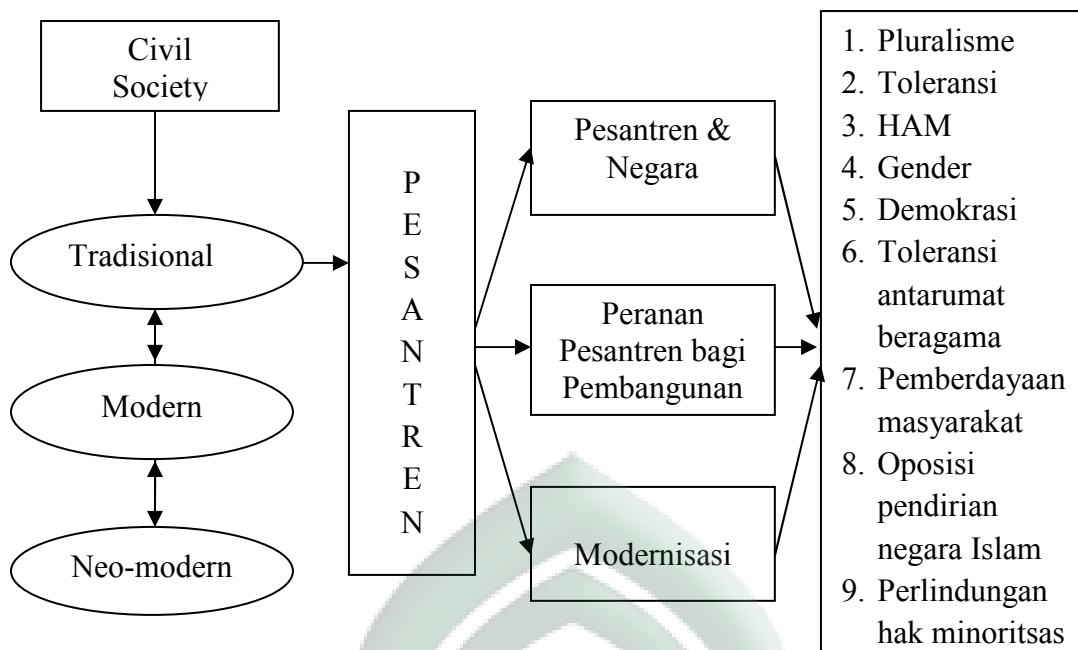 Civil
Society
Tradisional
Modern
Neo-modern
P
E
S
A
N
T
R
E
N
Pesantren &
Negara
Peranan
Pesantren bagi
Pembangunan
Modernisasi
1. Pluralisme
2. Toleransi
3. HAM
4. Gender
5. Demokrasi
6. Toleransi
antarumat
beragama
7. Pemberdayaan
masyarakat
8. Oposisi
pendirian
negara Islam
9. Perlindungan
hak minoritsas